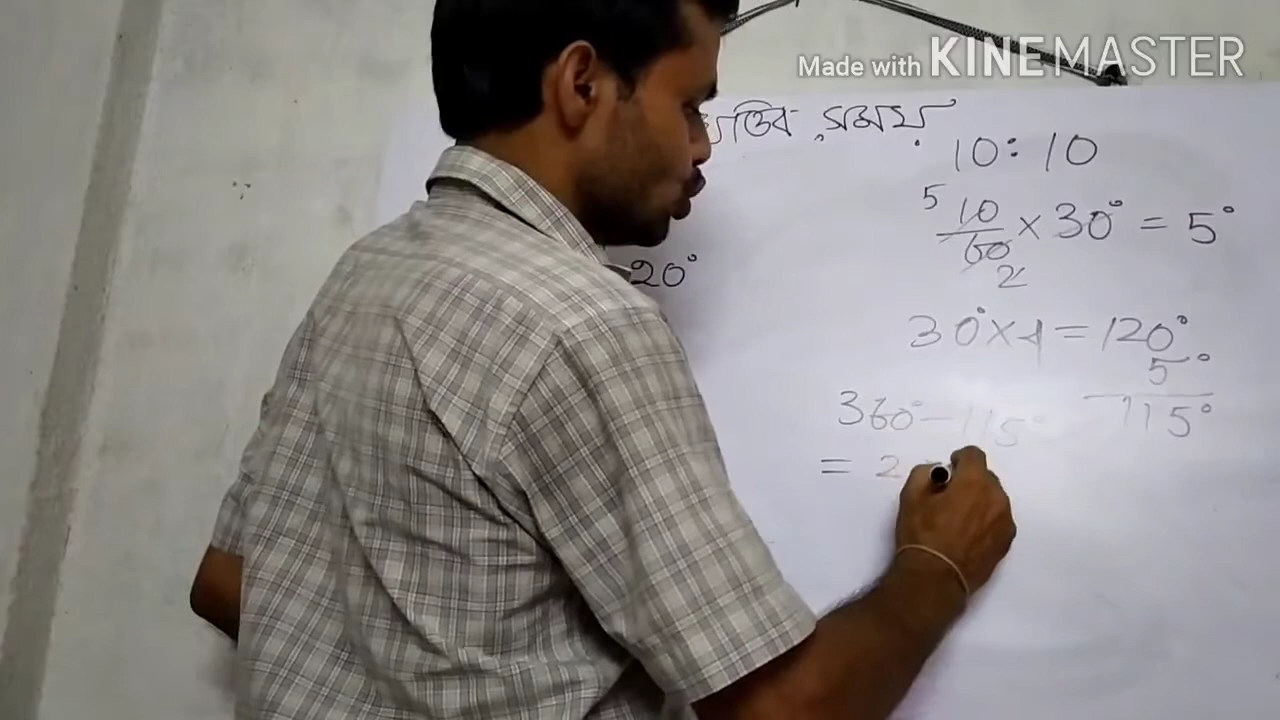 Made with KINEMASTER
সময়
10:10
5 10/60 × 30° = 5°
2
20°
30° × 4 = 120°
5°
115°
360° - 115°
= 2